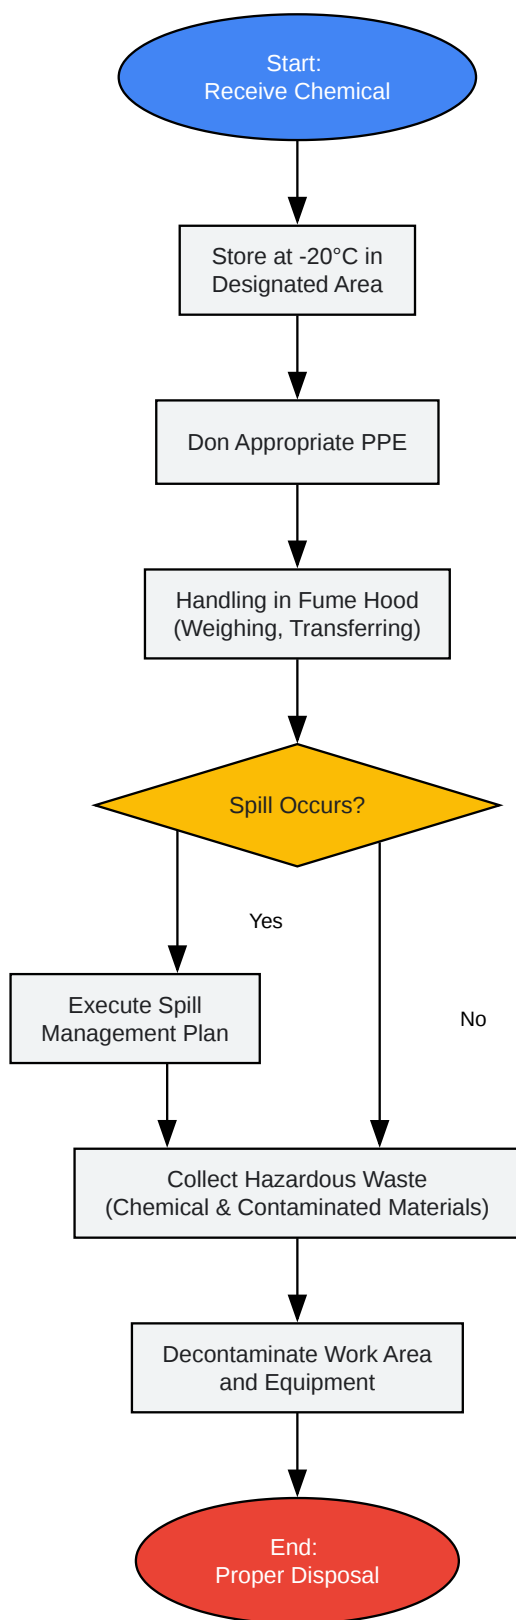 Start:
Receive Chemical
Store at -20°C in
Designated Area
Don Appropriate PPE
Handling in Fume Hood
(Weighing, Transferring)
Spill Occurs?
Yes
Execute Spill
Management Plan
No
Collect Hazardous Waste
(Chemical & Contaminated Materials)
Decontaminate Work Area
and Equipment
End:
Proper Disposal